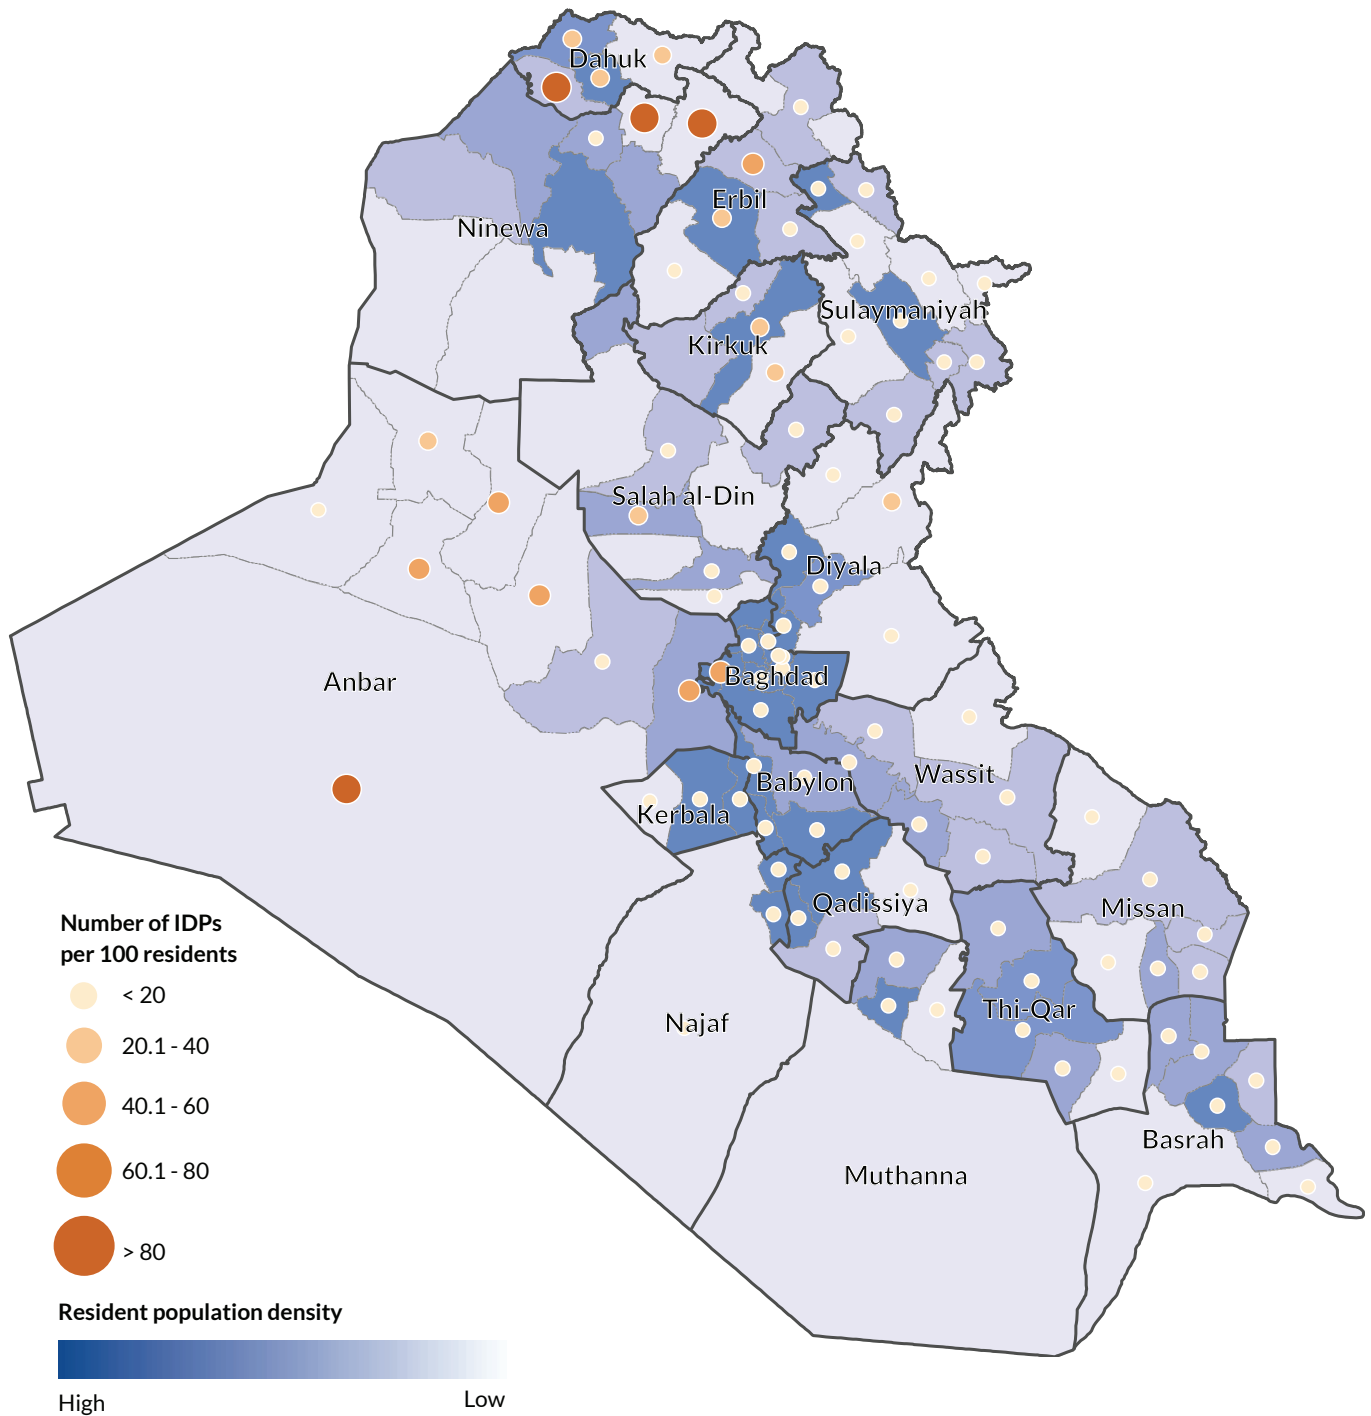 Dahuk
Erbil
Ninewa
Sulaymaniyah
Kirkuk
Salah al-Din
Diyala
Anbar
Baghdad
Wassit
Babylon
Kerbala
Qadissiya
Missan
Najaf
Thi-Qar
Basrah
Muthanna
Number of IDPs
per 100 residents
< 20
20.1 - 40
40.1 - 60
60.1 - 80
> 80
Resident population density
High
Low